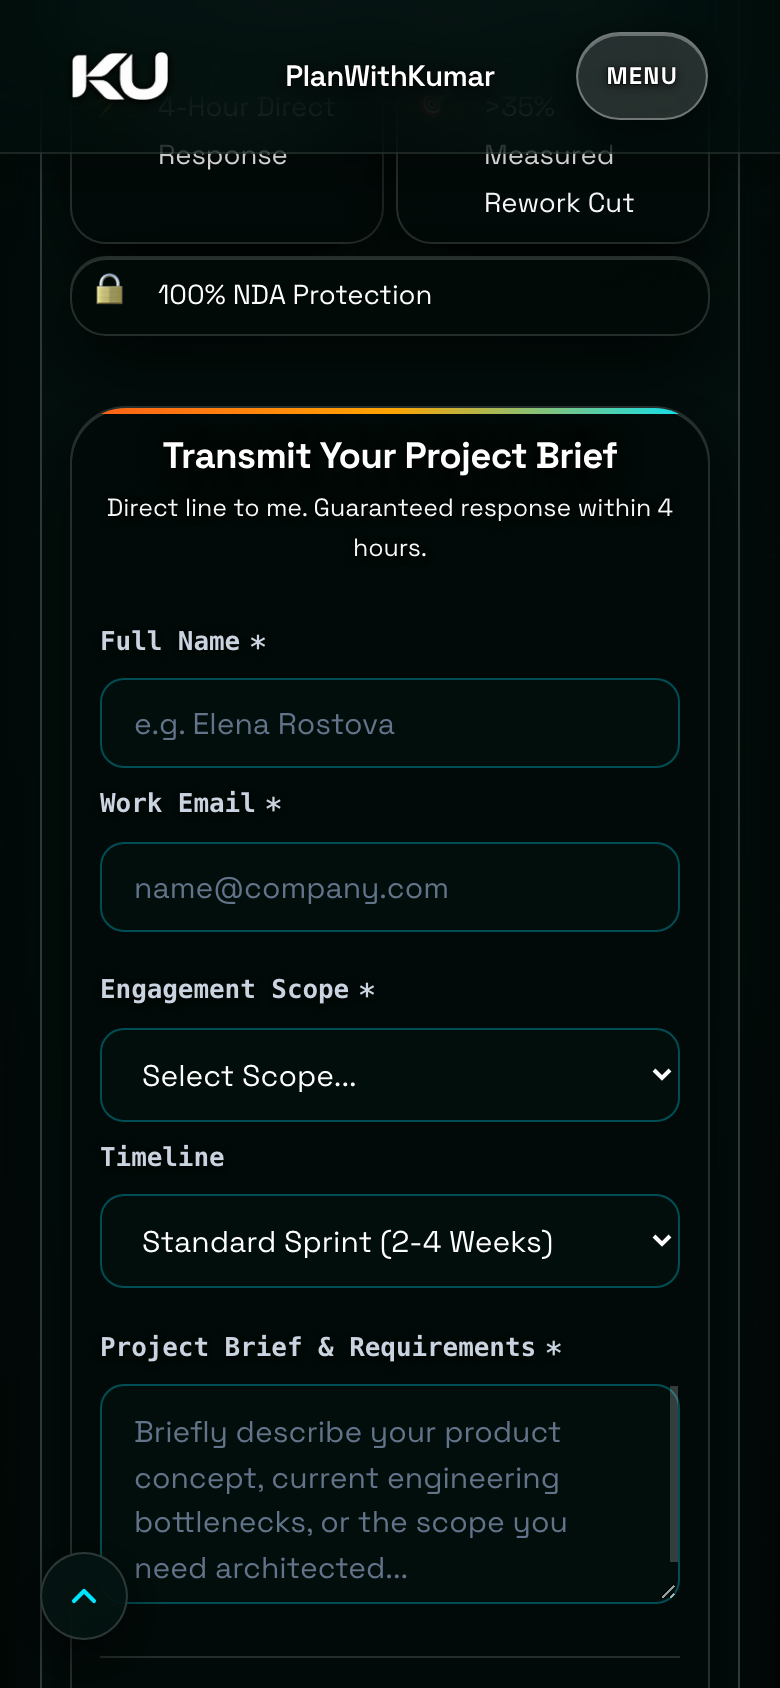 KU
PlanWithKumar
MENU
4-Hour Direct
Response
>35%
Measured
Rework Cut
100% NDA Protection
Transmit Your Project Brief
Direct line to me. Guaranteed response within 4
hours.
Full Name *
e.g. Elena Rostova
Work Email *
name@company.com
Engagement Scope *
Select Scope...
Timeline
Standard Sprint (2-4 Weeks)
Project Brief & Requirements *
Briefly describe your product
concept, current engineering
bottlenecks, or the scope you
need architected...